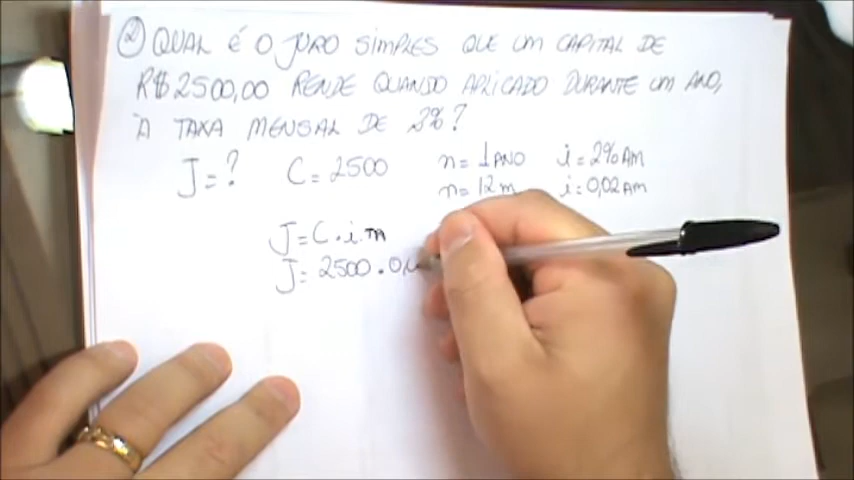 2 QUAL É O JURO SIMPLES QUE UM CAPITAL DE
R$ 2500,00 RENDE QUANDO APLICADO DURANTE UM ANO,
À TAXA MENSAL DE 2%?
J=? C=2500 n=1 ANO i=2% AM
n=12 m i=0,02 AM
J=C.i.n
J=2500.0,